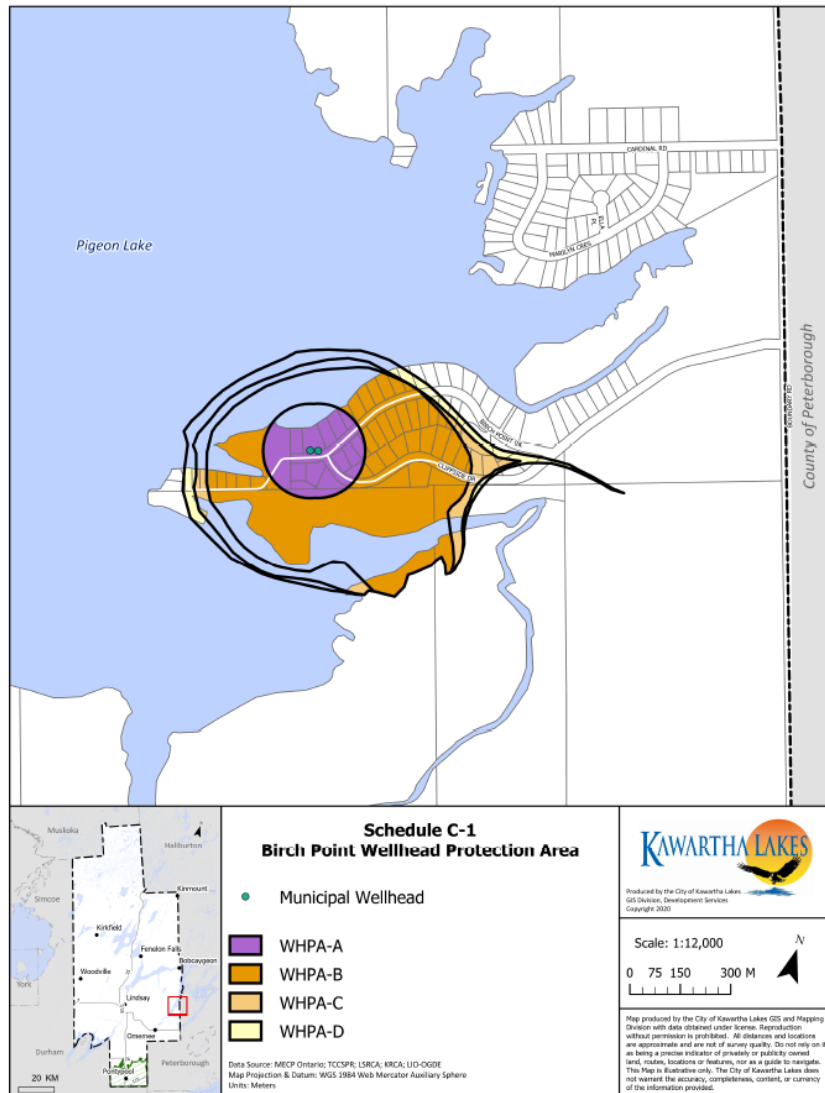 CARDINAL RD
ELLA
PL
MARILYN CRES
Pigeon Lake
County of Peterborough
BOUNDARY RD
BIRCH POINT DR
CLIFFSIDE DR
Muskoka
Haliburton
Simcoe
Kinmount
Kirkfield
Fenelon Falls
Bobcaygeon
Woodville
York
Lindsay
Omemee
Durham
Peterborough
Pontypool
20 KM
Schedule C-1
Birch Point Wellhead Protection Area
Municipal Wellhead
WHPA-A
WHPA-B
WHPA-C
WHPA-D
Data Source: MECP Ontario; TCCSPR; LSRCA; KRCA; LIO-OGDE
Map Projection & Datum: WGS 1984 Web Mercator Auxiliary Sphere
Units: Meters
KAWARTHA LAKES
Produced by the City of Kawartha Lakes
GIS Division, Development Services
Copyright 2020
Scale: 1:12,000
N
0 75 150 300 M
Map produced by the City of Kawartha Lakes GIS and Mapping
Division with data obtained under license. Reproduction
without permission is prohibited. All distances and locations
are approximate and are not of survey quality. Do not rely on it
as being a precise indicator of privately or publicly owned
land, routes, locations or features, nor as a guide to navigate.
This Map is illustrative only. The City of Kawartha Lakes does
not warrant the accuracy, completeness, content, or currency
of the information provided.